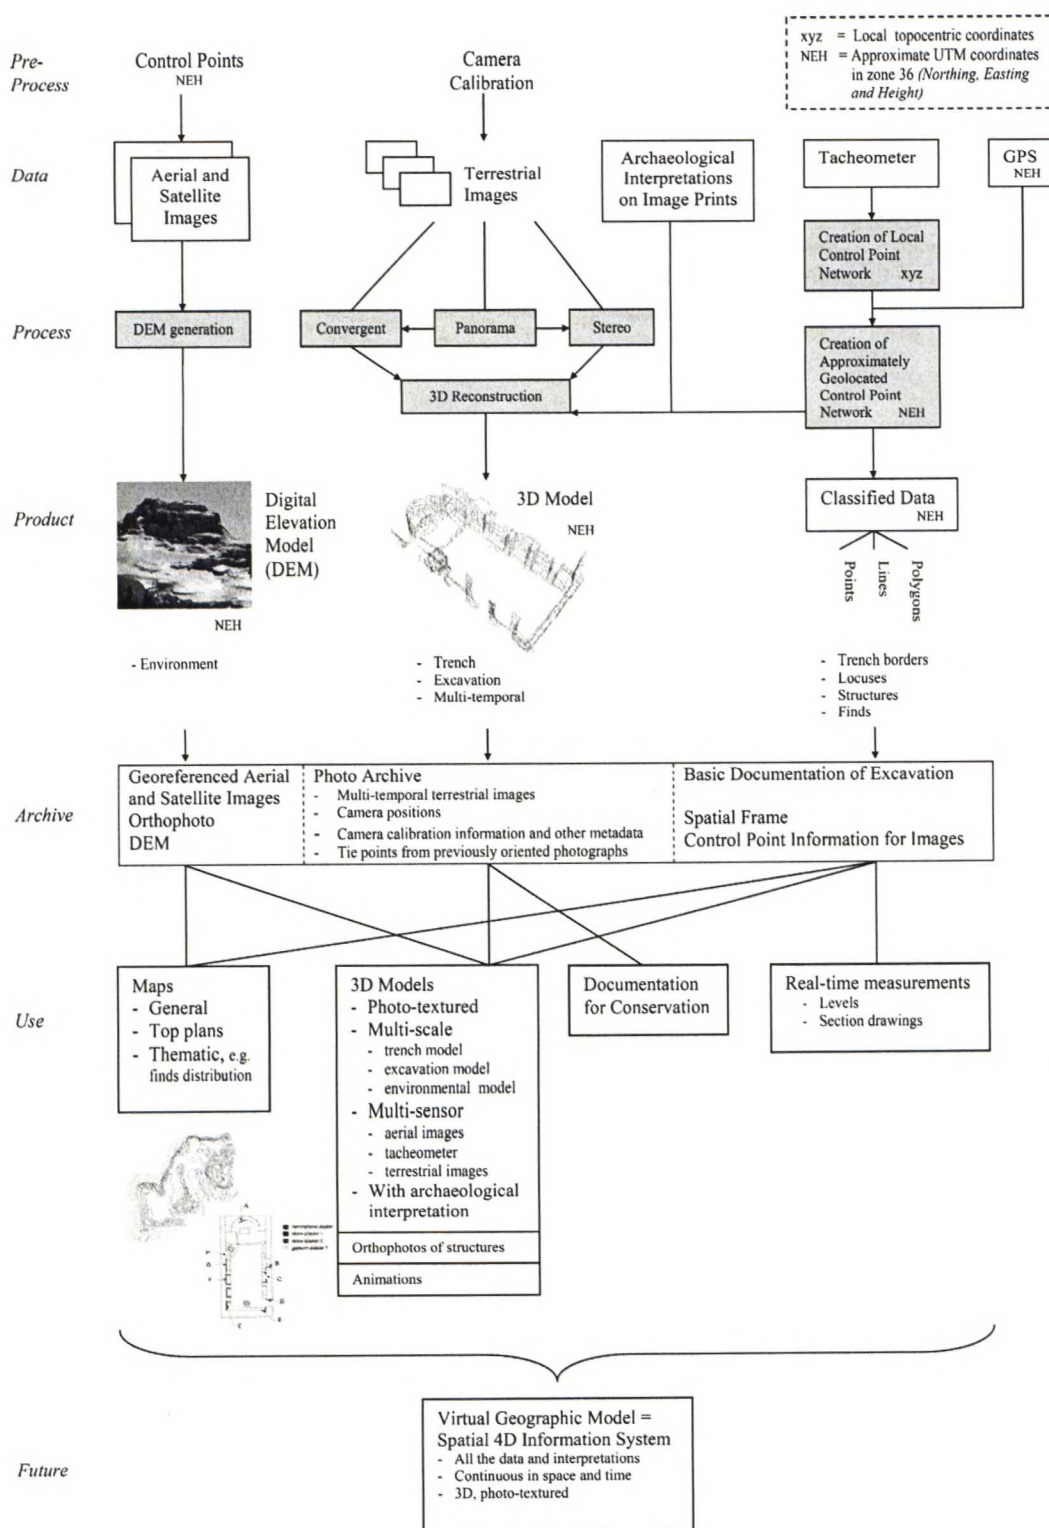 Pre-
Process
Control Points
NEH
Camera
Calibration
xyz = Local topocentric coordinates
NEH = Approximate UTM coordinates
in zone 36 (Northing, Easting
and Height)
Data
Aerial and
Satellite
Images
Terrestrial
Images
Archaeological
Interpretations
on Image Prints
Tacheometer
GPS
NEH
Creation of Local
Control Point
Network xyz
Process
DEM generation
Convergent
Panorama
Stereo
Creation of
Approximately
Geolocated
Control Point
Network NEH
3D Reconstruction
Product
Digital
Elevation
Model
(DEM)
NEH
3D Model
NEH
Classified Data
NEH
Points
Lines
Polygons
- Environment
- Trench
- Excavation
- Multi-temporal
- Trench borders
- Locuses
- Structures
- Finds
Archive
Georeferenced Aerial
and Satellite Images
Orthophoto
DEM
Photo Archive
- Multi-temporal terrestrial images
- Camera positions
- Camera calibration information and other metadata
- Tie points from previously oriented photographs
Basic Documentation of Excavation
Spatial Frame
Control Point Information for Images
Use
Maps
- General
- Top plans
- Thematic, e.g.
finds distribution
3D Models
- Photo-textured
- Multi-scale
- trench model
- excavation model
- environmental model
- Multi-sensor
- aerial images
- tacheometer
- terrestrial images
- With archaeological
interpretation
Orthophotos of structures
Animations
Documentation
for Conservation
Real-time measurements
- Levels
- Section drawings
A
B
C
D
E
Future
Virtual Geographic Model =
Spatial 4D Information System
- All the data and interpretations
- Continuous in space and time
- 3D, photo-textured